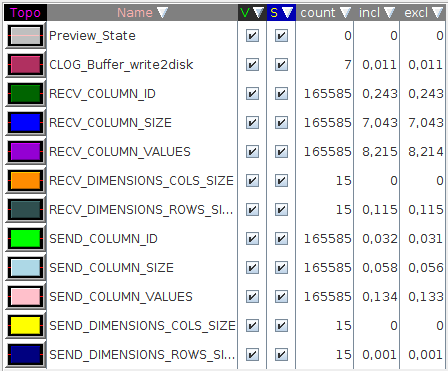 Topo Name ▼ V ▼ S ▼ count ▼ incl ▼ excl ▼
Preview_State 0 0 0
CLOG_Buffer_write2disk 7 0,011 0,011
RECV_COLUMN_ID 165585 0,243 0,243
RECV_COLUMN_SIZE 165585 7,043 7,043
RECV_COLUMN_VALUES 165585 8,215 8,214
RECV_DIMENSIONS_COLS_SIZE 15 0 0
RECV_DIMENSIONS_ROWS_SI... 15 0,115 0,115
SEND_COLUMN_ID 165585 0,032 0,031
SEND_COLUMN_SIZE 165585 0,058 0,056
SEND_COLUMN_VALUES 165585 0,134 0,133
SEND_DIMENSIONS_COLS_SIZE 15 0 0
SEND_DIMENSIONS_ROWS_SI... 15 0,001 0,001